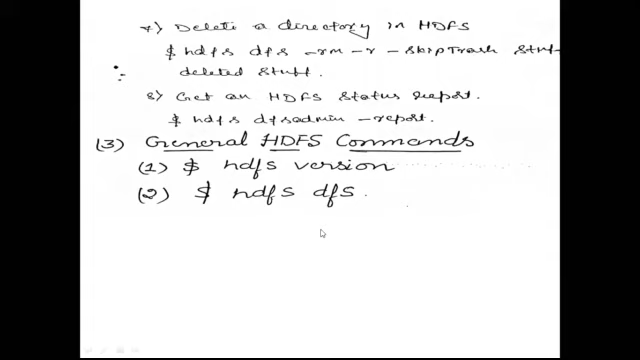 7) Delete a directory in HDFS
$ hdfs dfs -rm -r -skipTrash
deleted stuff.
8) Get an HDFS Status Report.
$ hdfs dfsadmin -report.
(3) General HDFS Commands
(1) $ hdfs version
(2) $ hdfs dfs.